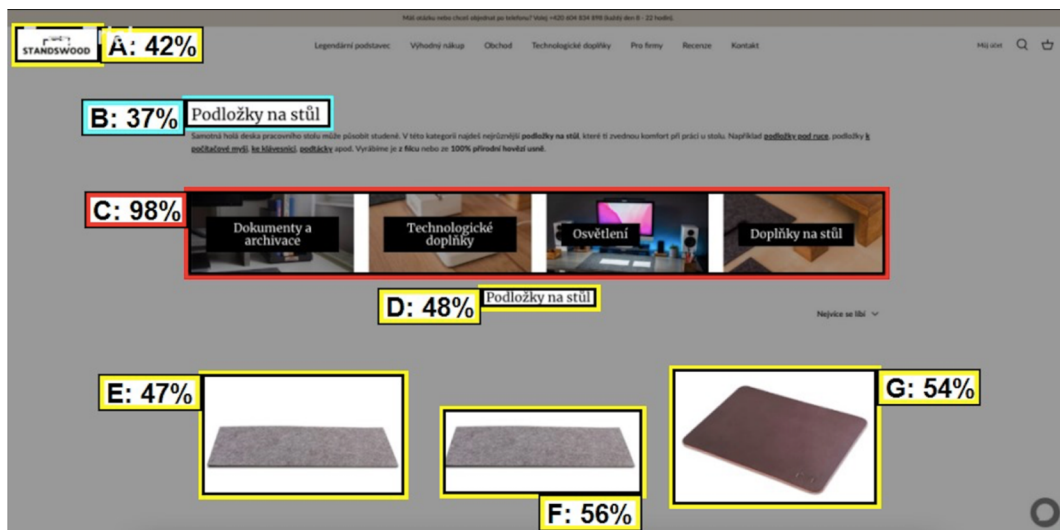 Máš otázku nebo chceš objednat po telefonu? Volej +420 604 834 898 (každý den 8 - 22 hodin).
STANDSWOOD
A: 42%
Legendární podstavec Výhodný nákup Obchod Technologické doplňky Pro firmy Recenze Kontakt
Můj účet
B: 37%
Podložky na stůl
Samotná holá deska pracovního stolu může působit studeně. V této kategorii najdeš nejrůznější podložky na stůl, které ti zvednou komfort při práci u stolu. Například podložky pod ruce, podložky k
počítačové myši, ke klávesnici, podtácky apod. Vyrábíme je z filcu nebo ze 100% přírodní hovězí usně.
C: 98%
Dokumenty a
archivace
Technologické
doplňky
Osvětlení
Doplňky na stůl
D: 48%
Podložky na stůl
Nejvíce se líbí
E: 47%
G: 54%
F: 56%